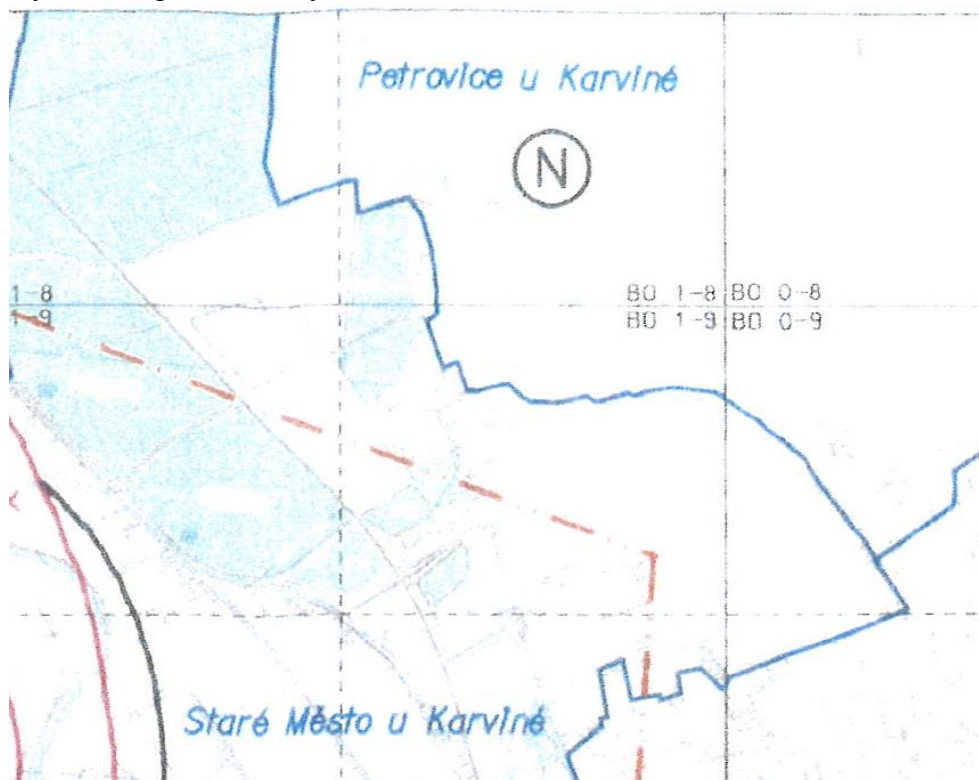 Petrovice u Karviné
N
1-8
BO 1-8 BO 0-8
1-9
BO 1-9 BO 0-9
Staré Město u Karviné